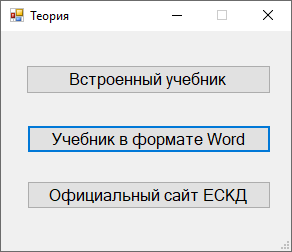 Теория
Встроенный учебник
Учебник в формате Word
Официальный сайт ЕСКД